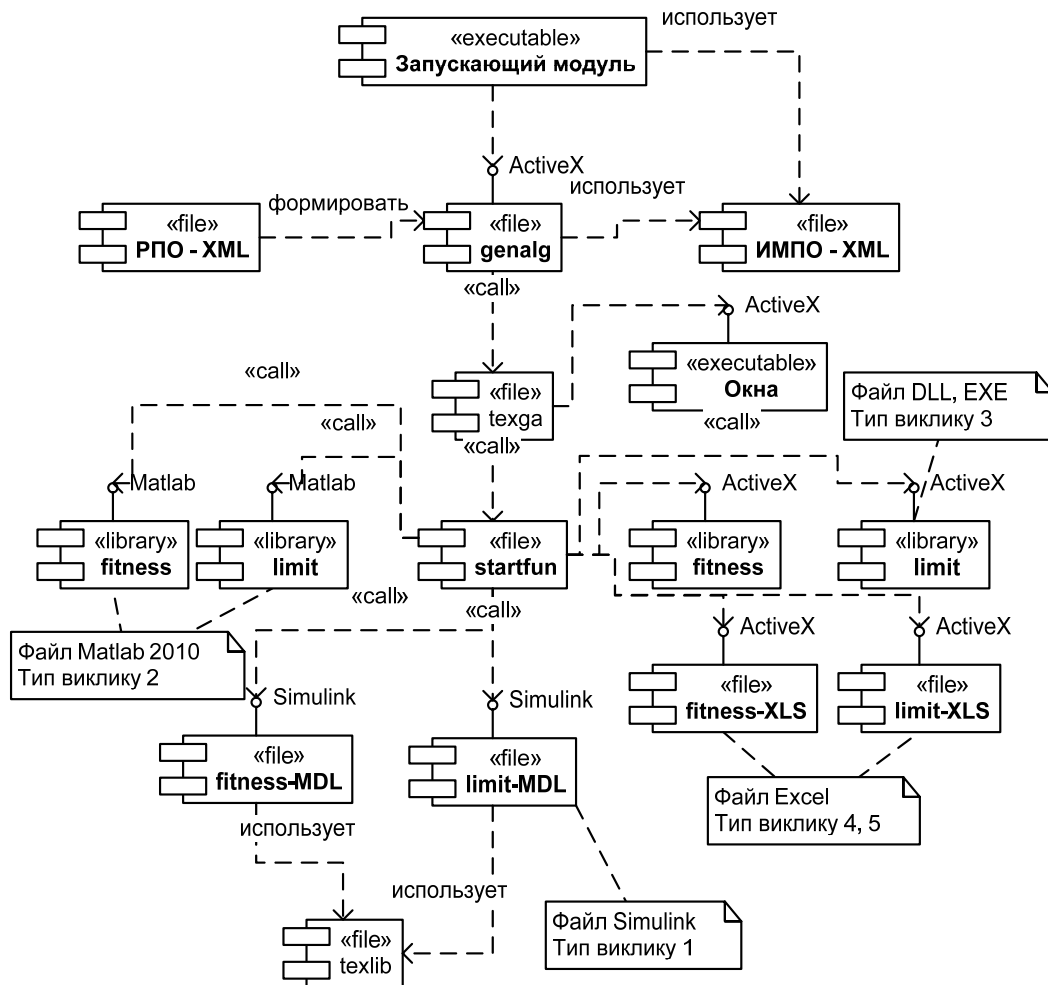 использует
«executable»
Запускающий модуль
ActiveX
формировать
использует
«file»
РПО - XML
«file»
genalg
«file»
ИМПО - XML
«call»
ActiveX
«call»
«file»
texga
«executable»
Окна
Файл DLL, EXE
Тип виклику 3
«call»
«call»
«call»
Matlab
Matlab
ActiveX
ActiveX
«library»
fitness
«library»
limit
«file»
startfun
«file»
fitness
«library»
limit
«call»
«call»
Файл Matlab 2010
Тип виклику 2
ActiveX
ActiveX
Simulink
Simulink
«file»
fitness-XLS
«file»
limit-XLS
«file»
fitness-MDL
«file»
limit-MDL
Файл Excel
Тип виклику 4, 5
использует
использует
Файл Simulink
Тип виклику 1
«file»
texlib